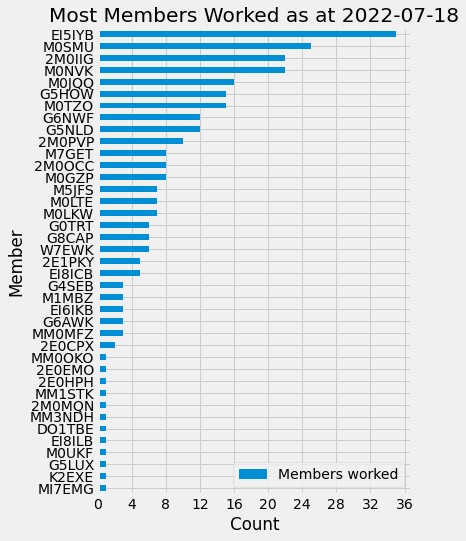 Most Members Worked as at 2022-07-18
EI5IYB
M0SMU
2M0IIG
M0NVK
M0JQQ
G5HOW
M0TZO
G6NWF
G5NLD
2M0PVP
M7GET
2M0OCC
M0GZP
M5JFS
M0LTE
M0LKW
G0TRT
G8CAP
W7EWK
2E1PKY
EI8ICB
G4SEB
M1MBZ
EI6IKB
G6AWK
MM0MFZ
2E0CPX
MM0OKO
2E0EMO
2E0HPH
MM1STK
2M0MQN
MM3NDH
DO1TBE
EI8ILB
M0UKF
G5LUX
K2EXE
MI7EMG
Member
Members worked
0 4 8 12 16 20 24 28 32 36
Count